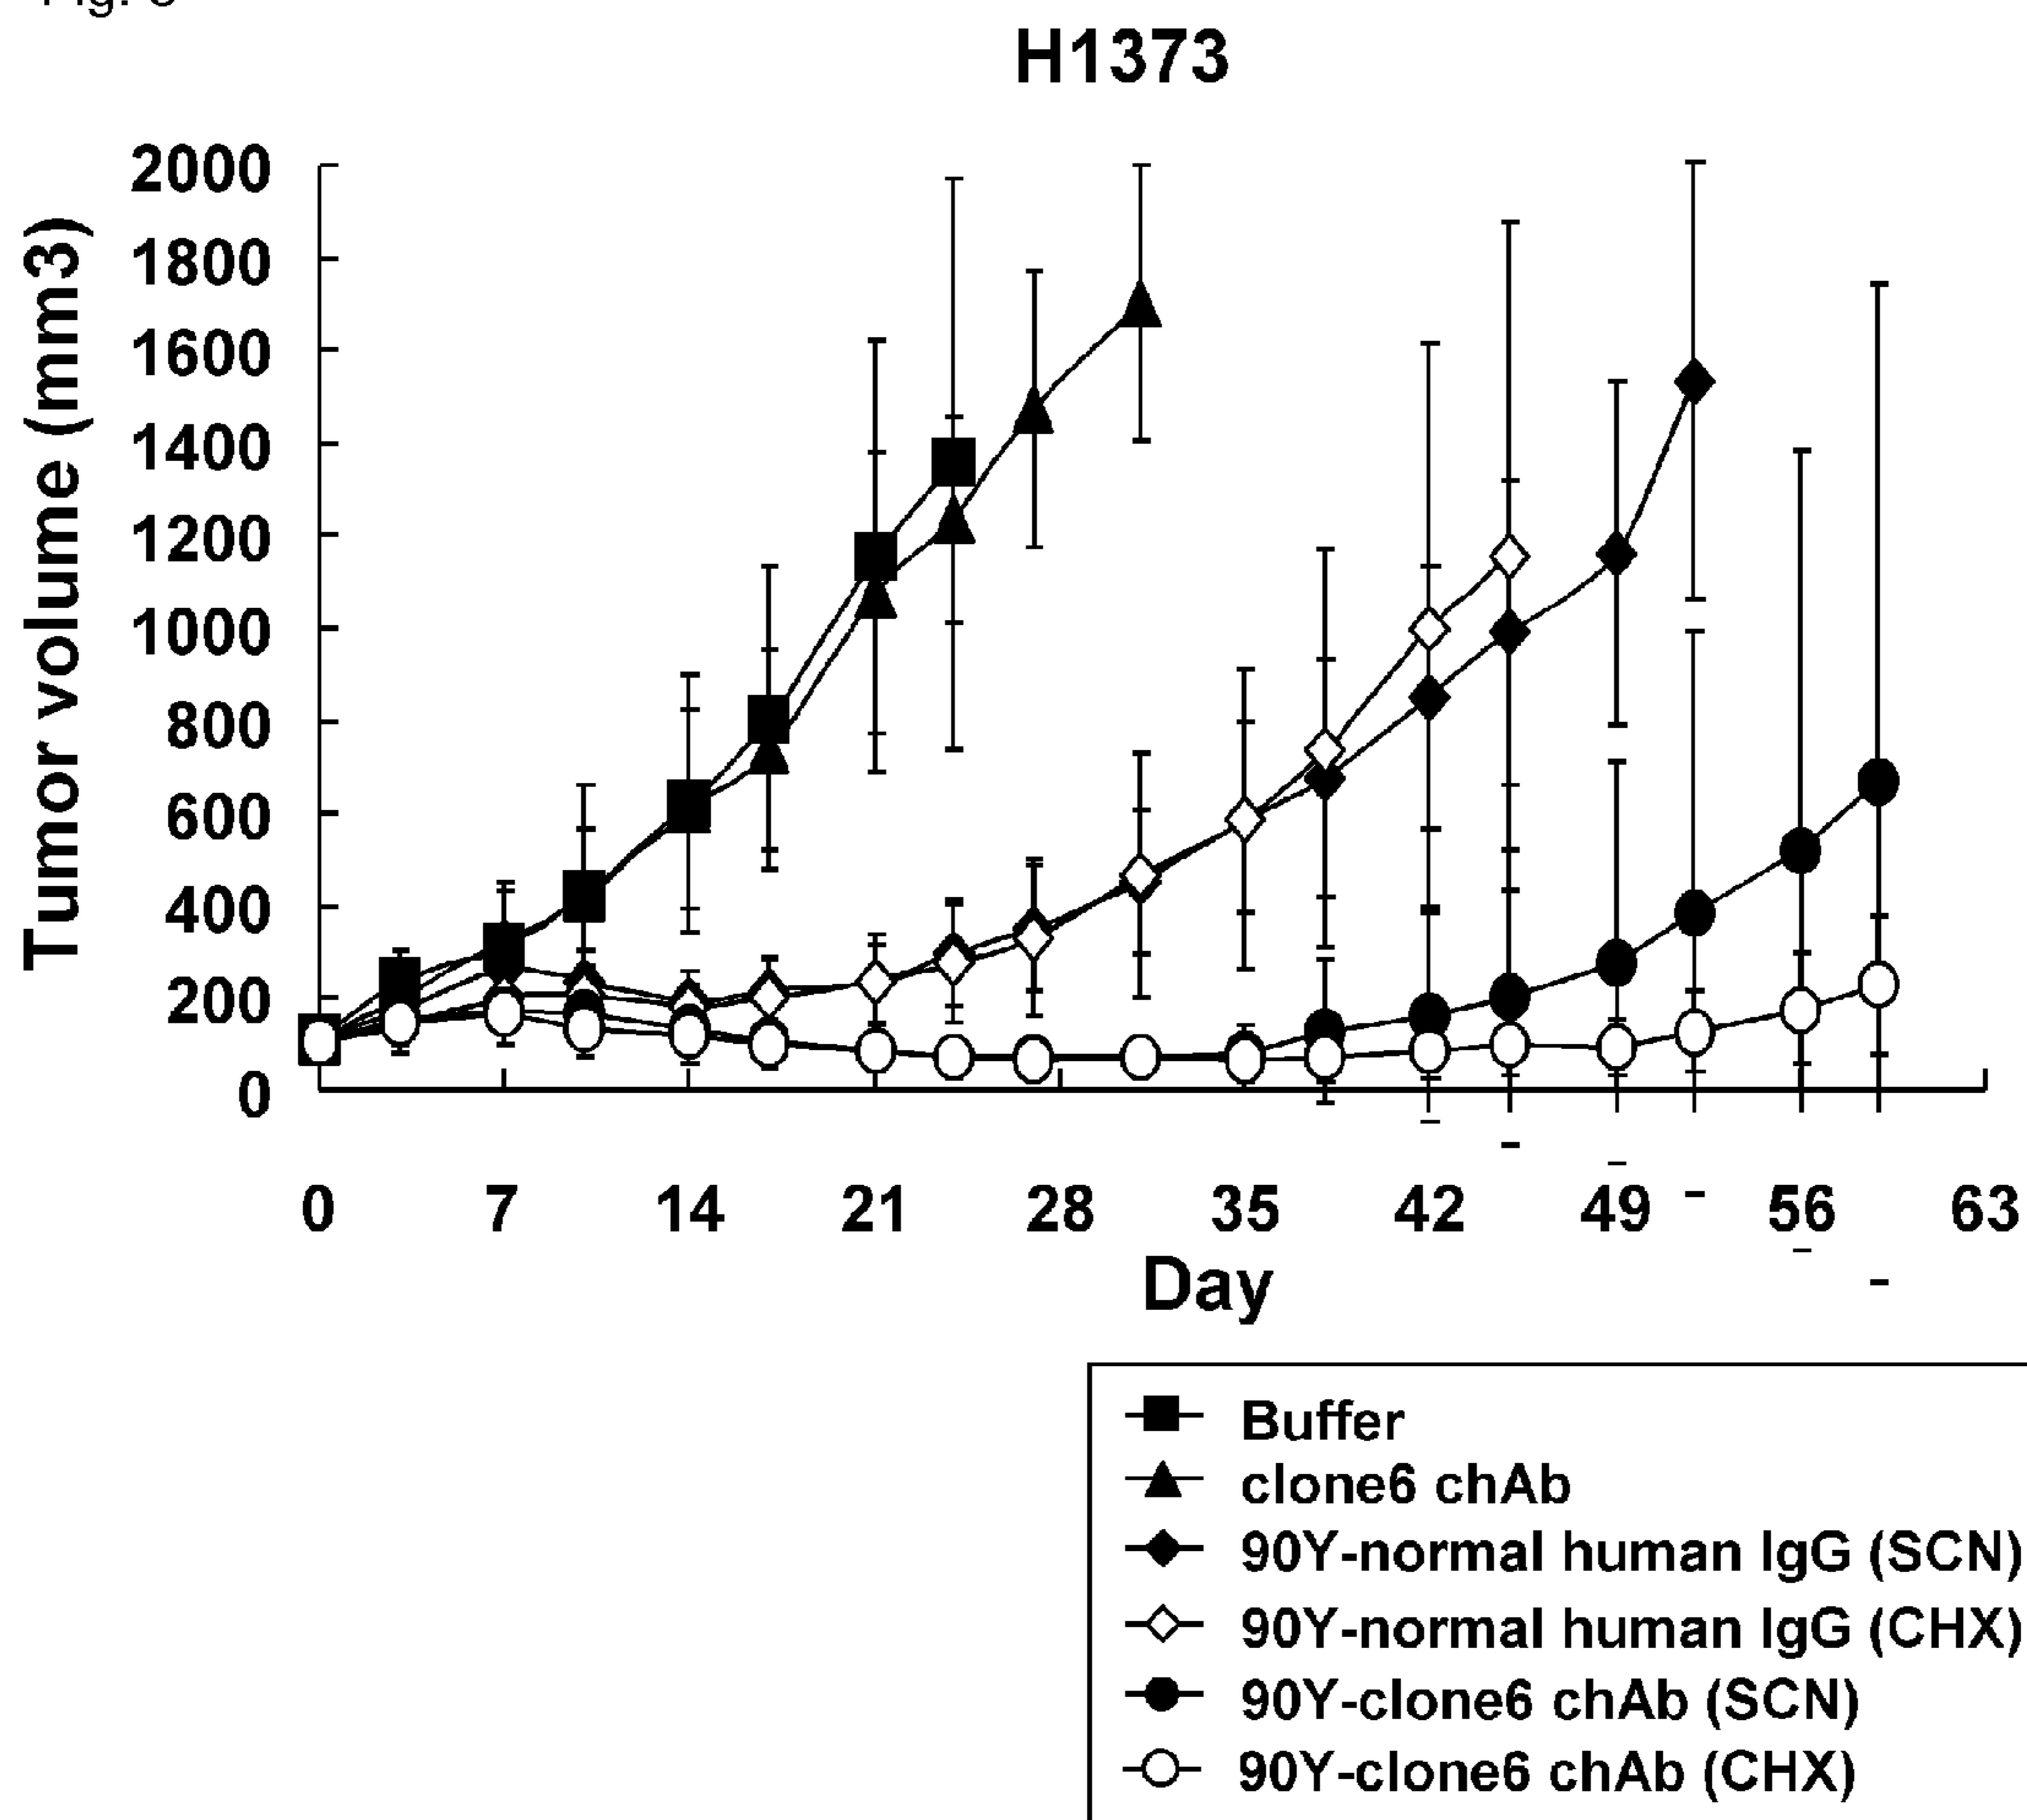 H1373
Tumor volume (mm3)
2000
1800
1600
1400
1200
1000
800
600
400
200
0
0 7 14 21 28 35 42 49 56 63
Day
Buffer
clone6 chAb
90Y-normal human IgG (SCN)
90Y-normal human IgG (CHX)
90Y-clone6 chAb (SCN)
90Y-clone6 chAb (CHX)